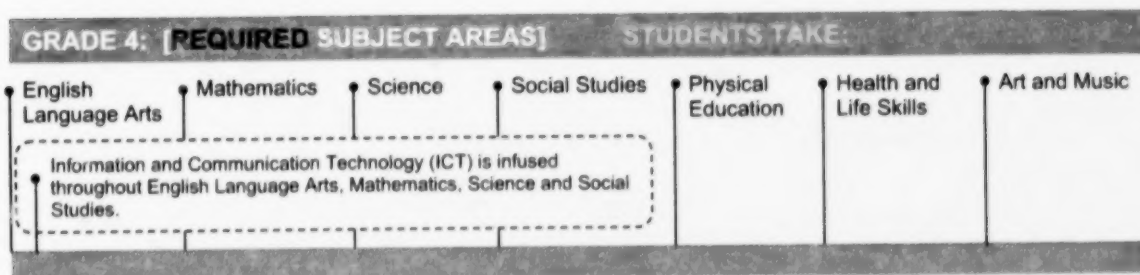 GRADE 4: [REQUIRED SUBJECT AREAS] STUDENTS TAKE:
English
Language Arts
Mathematics
Science
Social Studies
Physical
Education
Health and
Life Skills
Art and Music
Information and Communication Technology (ICT) is infused
throughout English Language Arts, Mathematics, Science and Social
Studies.